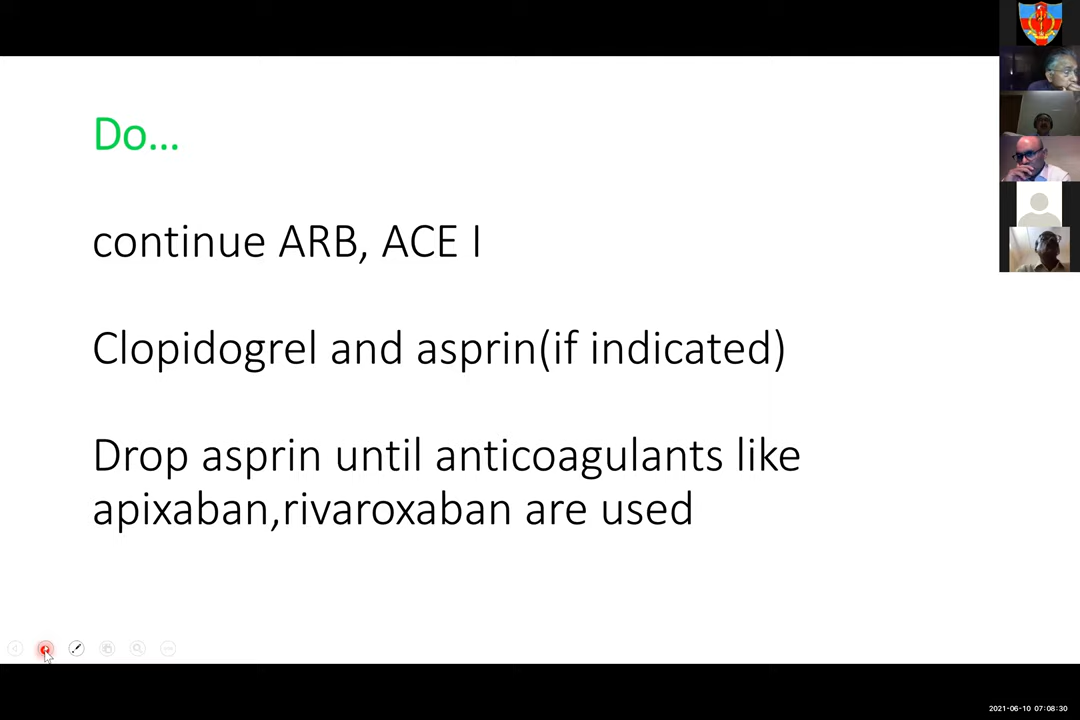 Do...
continue ARB, ACE I
Clopidogrel and asprin(if indicated)
Drop asprin until anticoagulants like
apixaban,rivaroxaban are used
2021-06-10 07:08:30